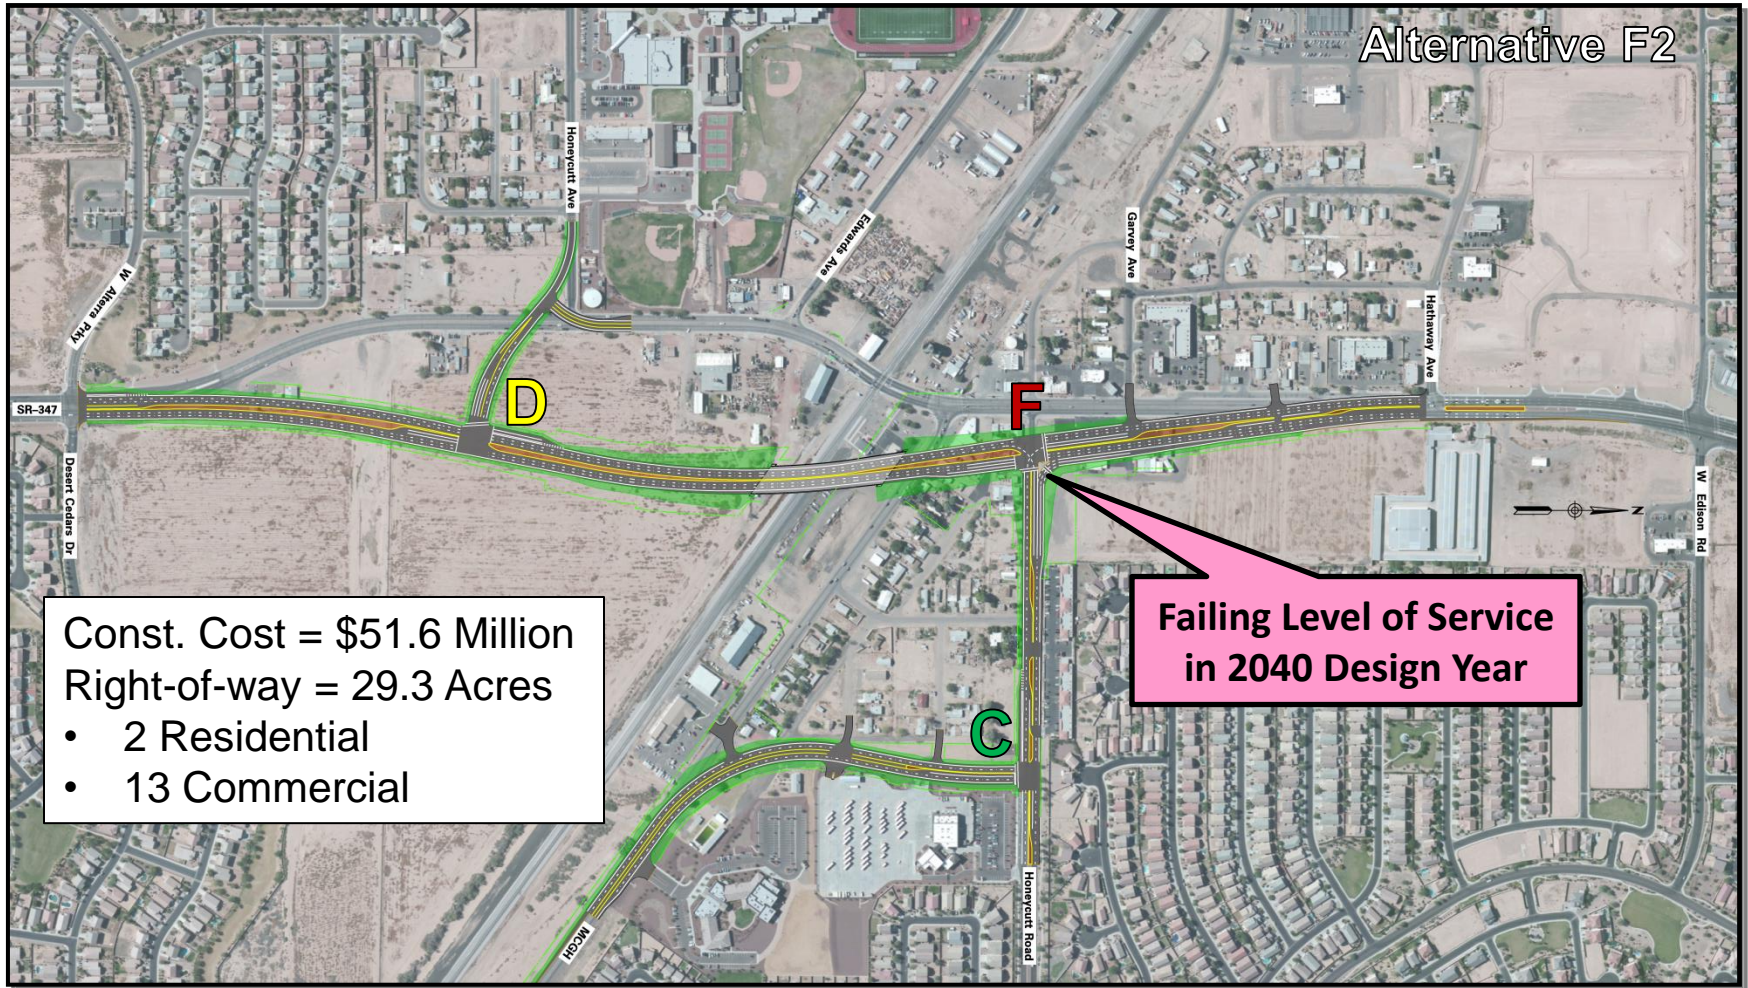 Alternative F2
Honeycutt Ave
Edwards Ave
Garvey Ave
W Alterra Prky
Hathaway Ave
SR-347
D
F
Desert Cedars Dr
W Edison Rd
N
Failing Level of Service
in 2040 Design Year
Const. Cost = $51.6 Million
Right-of-way = 29.3 Acres
• 2 Residential
• 13 Commercial
C
MCGH
Honeycutt Road